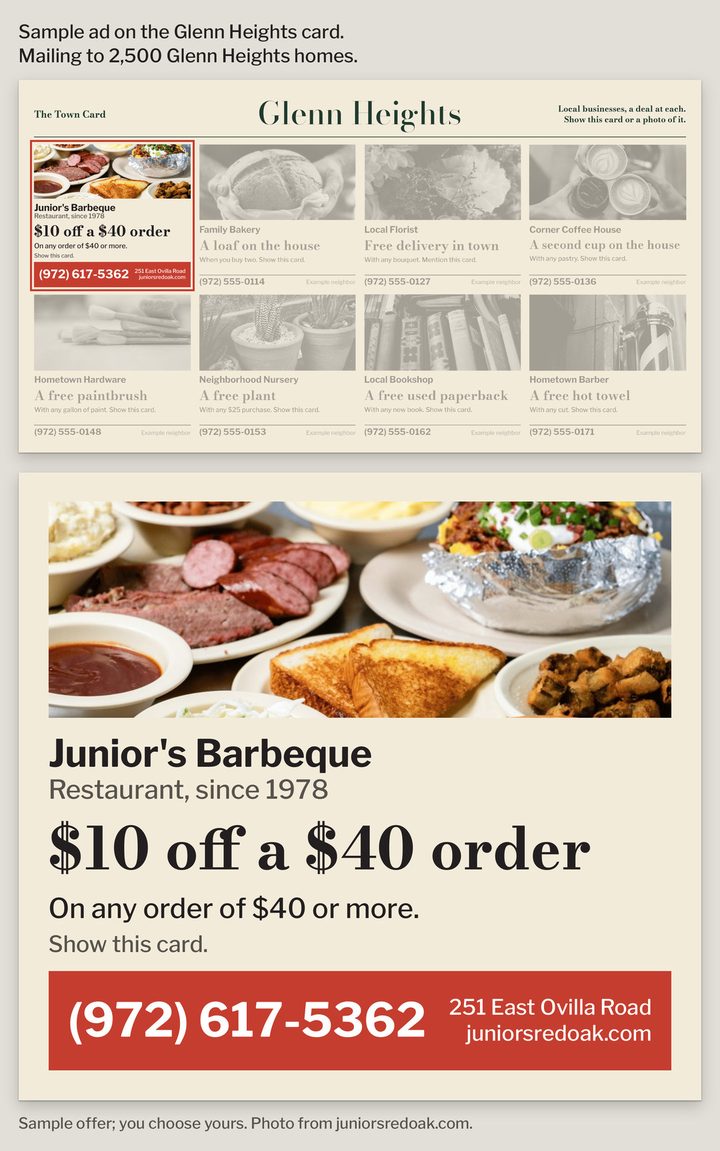 Sample ad on the Glenn Heights card.
Mailing to 2,500 Glenn Heights homes.
The Town Card
Glenn Heights
Local businesses, a deal at each.
Show this card or a photo of it.
Junior's Barbeque
Restaurant, since 1978
$10 off a $40 order
On any order of $40 or more.
Show this card.
(972) 617-5362
251 East Ovilla Road
juniorsredoak.com
Family Bakery
A loaf on the house
When you buy two. Show this card.
(972) 555-0114
Example neighbor
Local Florist
Free delivery in town
With any bouquet. Mention this card.
(972) 555-0127
Example neighbor
Corner Coffee House
A second cup on the house
With any pastry. Show this card.
(972) 555-0136
Example neighbor
Hometown Hardware
A free paintbrush
With any gallon of paint. Show this card.
(972) 555-0148
Example neighbor
Neighborhood Nursery
A free plant
With any $25 purchase. Show this card.
(972) 555-0153
Example neighbor
Local Bookshop
A free used paperback
With any new book. Show this card.
(972) 555-0162
Example neighbor
Hometown Barber
A free hot towel
With any cut. Show this card.
(972) 555-0171
Example neighbor
Junior's Barbeque
Restaurant, since 1978
$10 off a $40 order
On any order of $40 or more.
Show this card.
(972) 617-5362
251 East Ovilla Road
juniorsredoak.com
Sample offer; you choose yours. Photo from juniorsredoak.com.